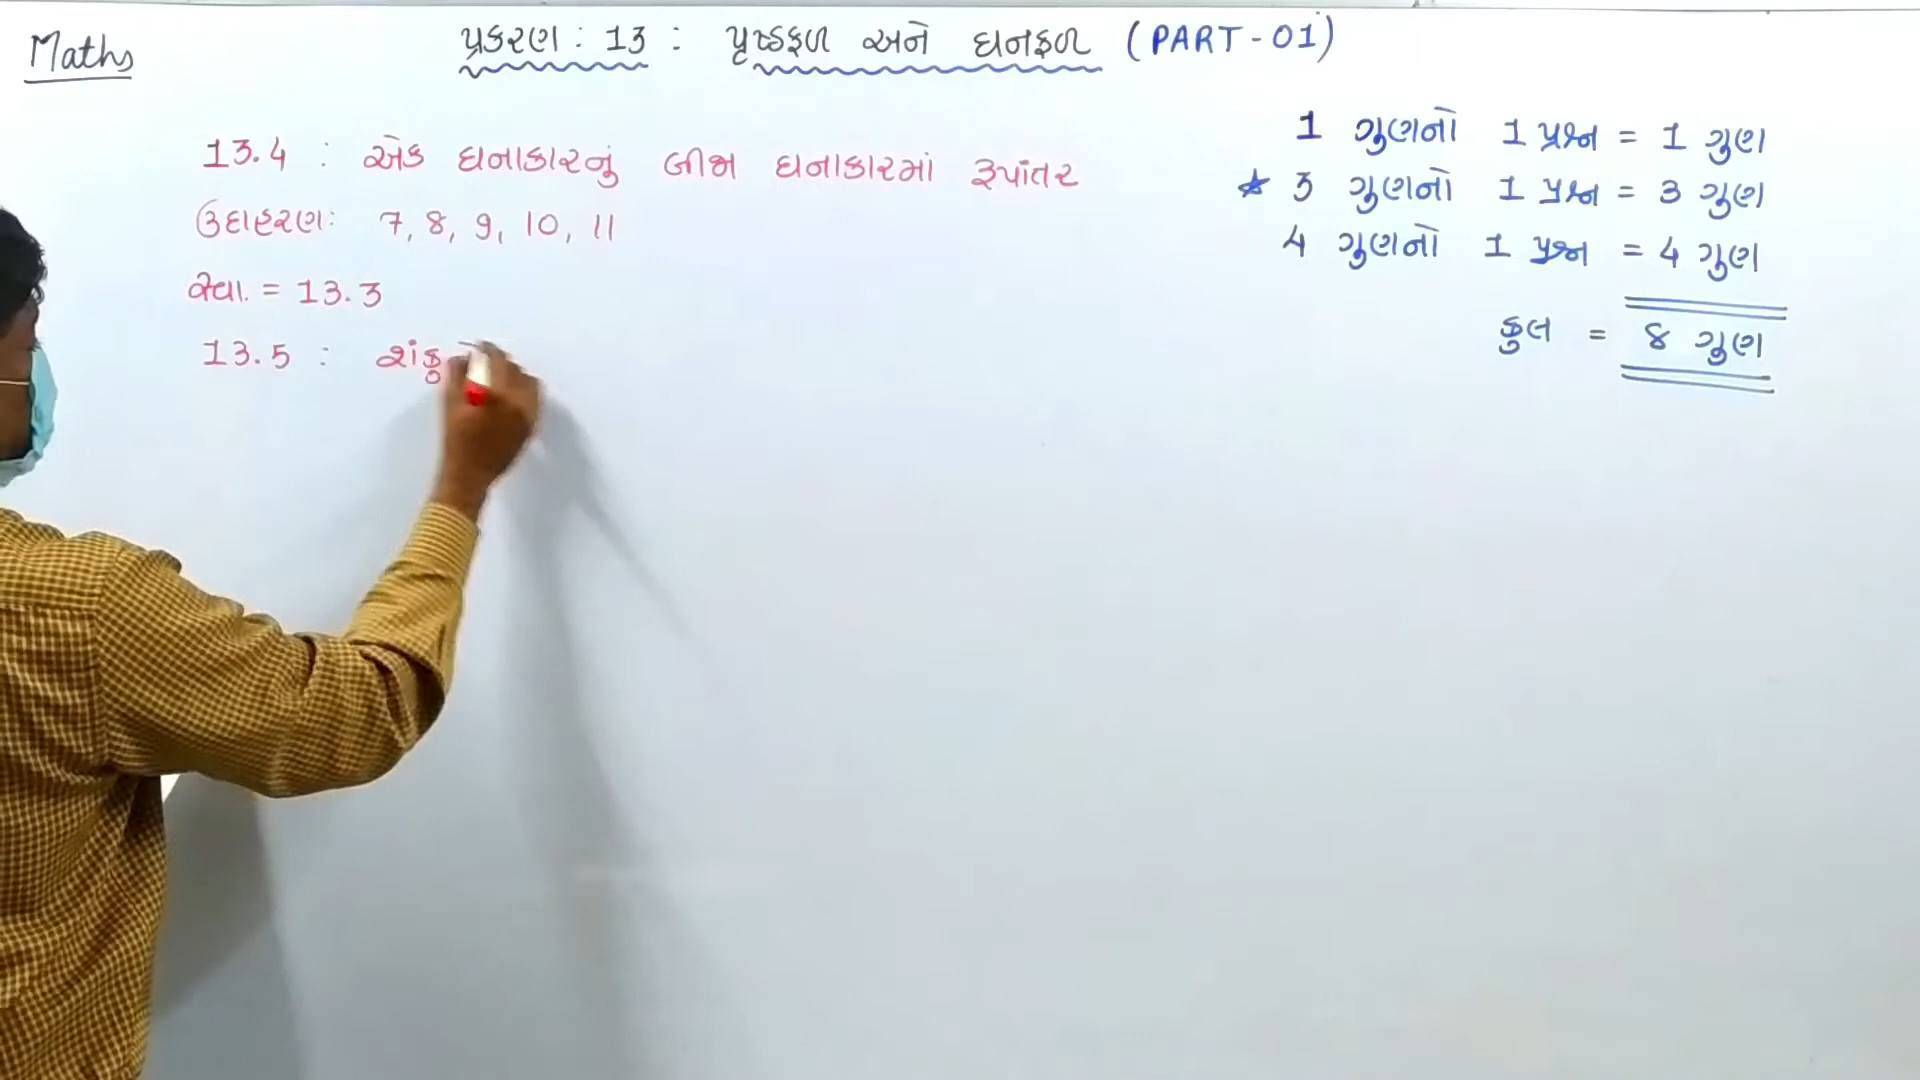 Maths
પ્રકરણ : 13 : પૃષ્ઠફળ અને ઘનફળ (PART-01)
13.4 : એક ઘનાકારનું બીજા ઘનાકારમાં રૂપાંતર
ઉદાહરણ: 7, 8, 9, 10, 11
સ્વા. = 13.3
13.5 : શંકુ
1 ગુણનો 1 પ્રશ્ન = 1 ગુણ
★ 3 ગુણનો 1 પ્રશ્ન = 3 ગુણ
4 ગુણનો 1 પ્રશ્ન = 4 ગુણ
કુલ = 8 ગુણ